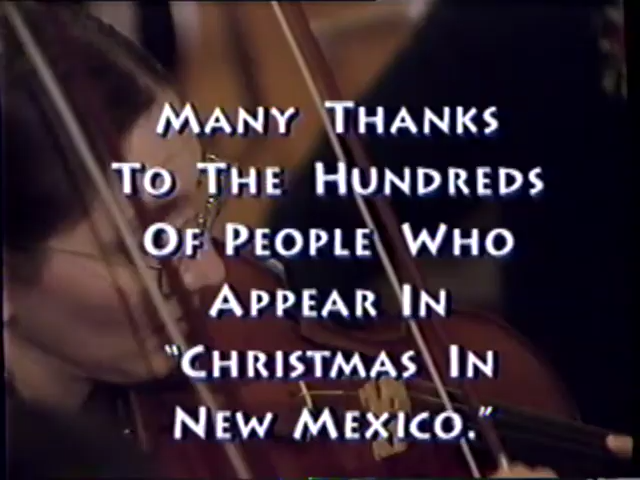 MANY THANKS
TO THE HUNDREDS
OF PEOPLE WHO
APPEAR IN
"CHRISTMAS IN
NEW MEXICO."